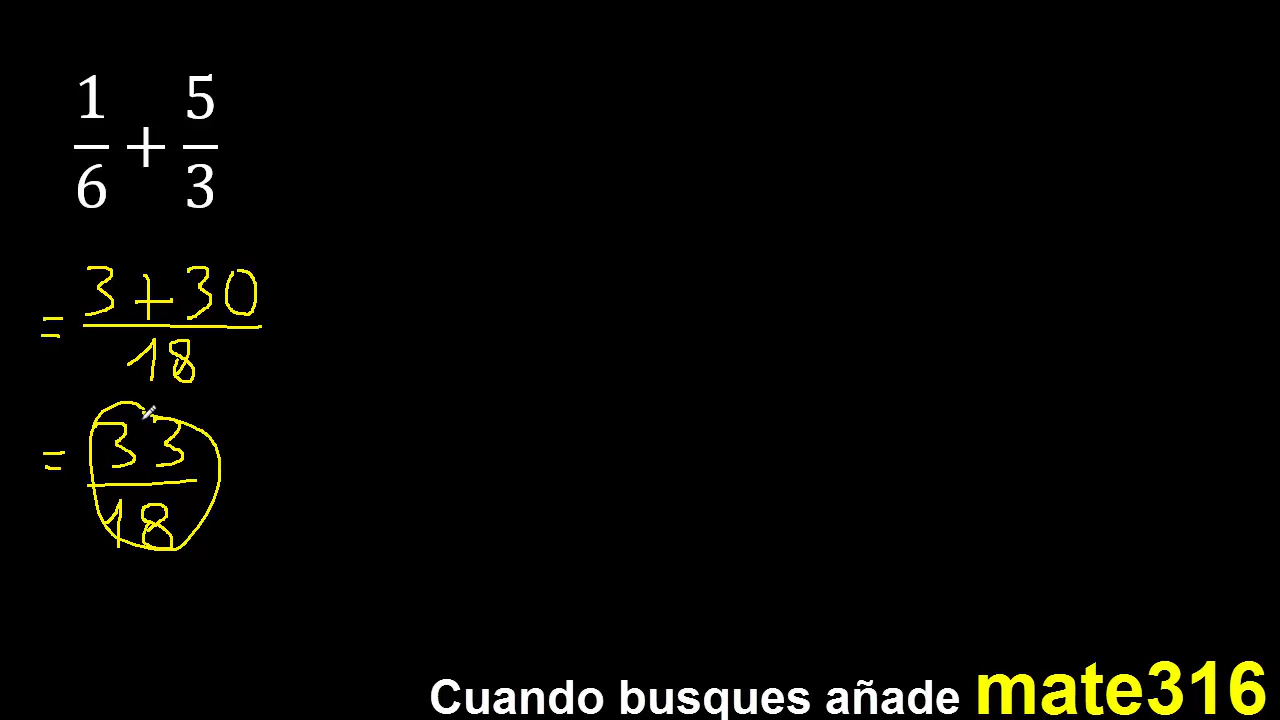 1/6 + 5/3
= 3+30/18
= 33/18
Cuando busques añade mate316